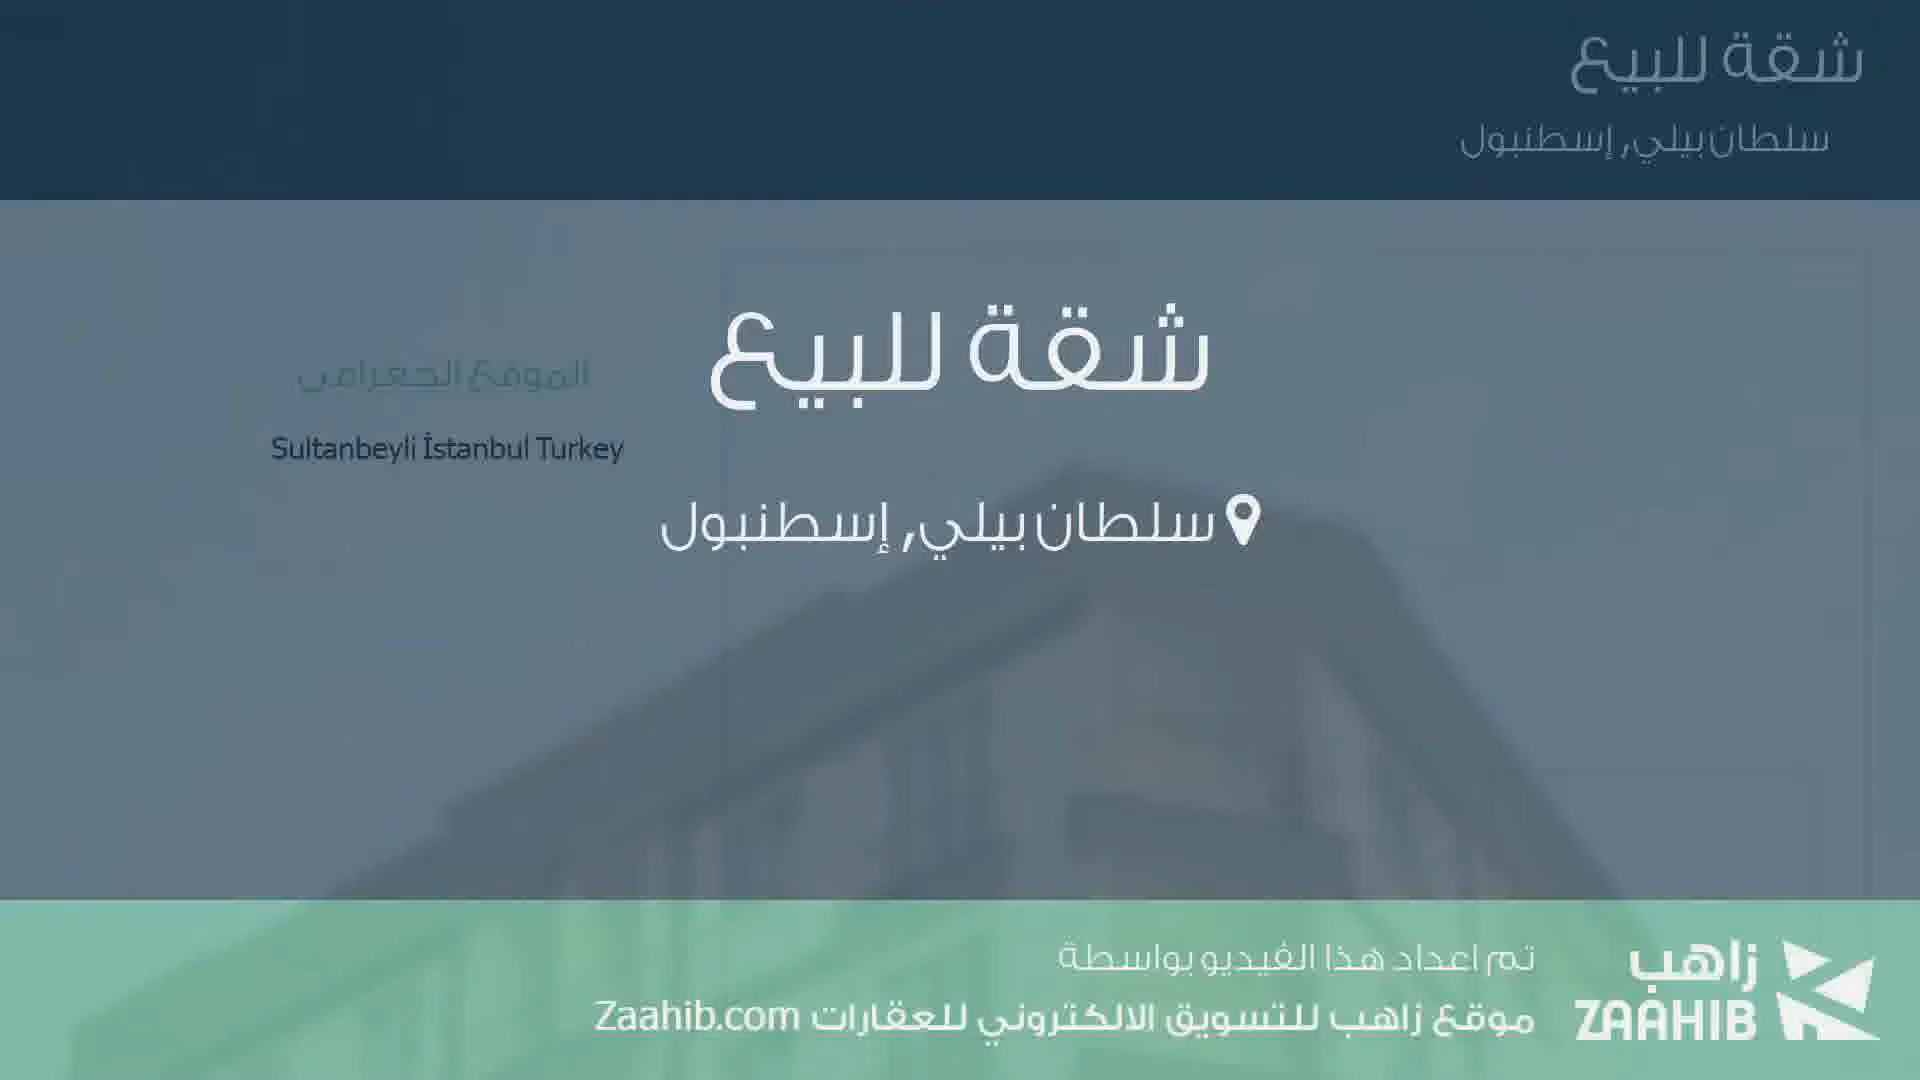 شقة للبيع
سلطان بيلي, إسطنبول
شقة للبيع
الموقع الجغرافي
Sultanbeyli İstanbul Turkey
سلطان بيلي, إسطنبول
تم اعداد هذا الفيديو بواسطة
موقع زاهب للتسويق الالكتروني للعقارات Zaahib.com
زاهب
ZAAHIB